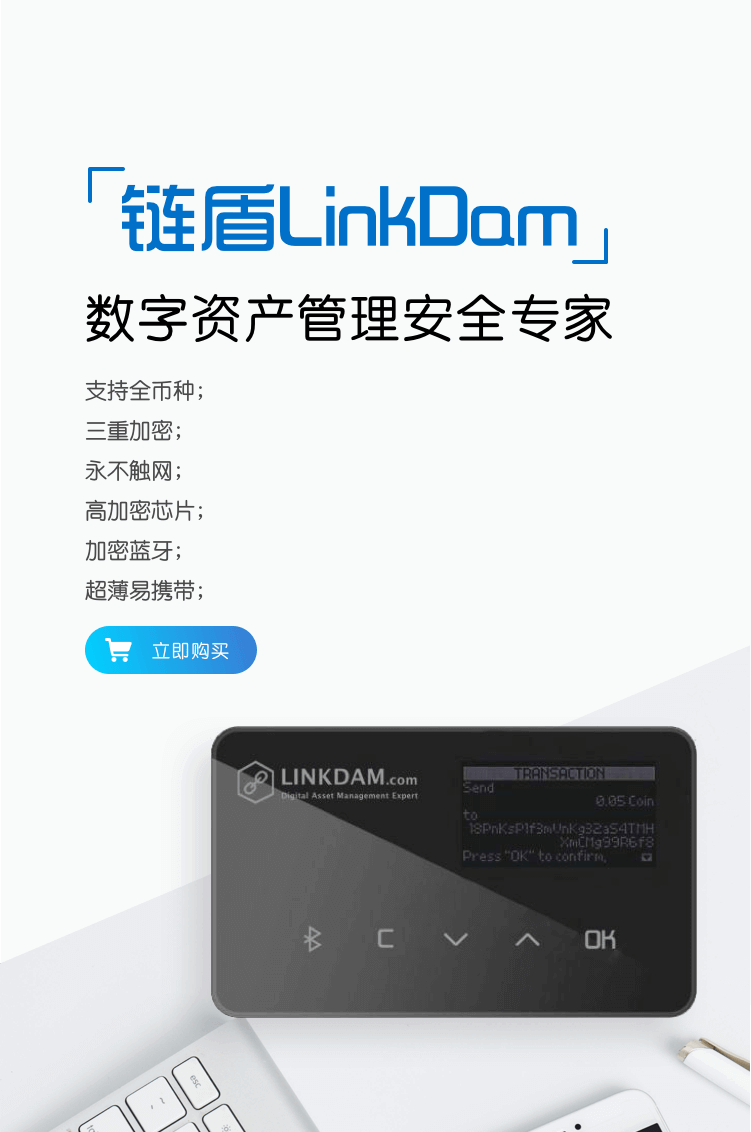 链盾LinkDam
数字资产管理安全专家
支持全币种；
三重加密；
永不触网；
高加密芯片；
加密蓝牙；
超薄易携带；
立即购买
LINKDAM.com
Digital Asset Management Expert
TRANSACTION
Send
0.05 Coin
to
18PnKsP1f3mVnKg32aS4TMH
XmCMg99R6f8
Press "OK" to confirm.
C
OK
esc